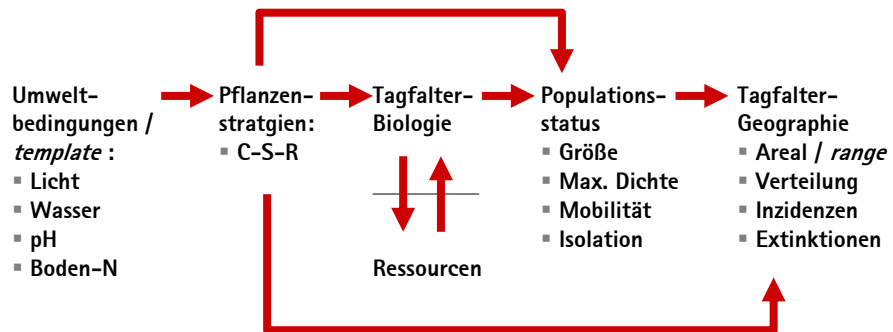 Umwelt-
bedingungen /
template :
▪ Licht
▪ Wasser
▪ pH
▪ Boden-N
Pflanzen-
stratgien:
▪ C-S-R
Tagfalter-
Biologie
Ressourcen
Populations-
status
▪ Größe
▪ Max. Dichte
▪ Mobilität
▪ Isolation
Tagfalter-
Geographie
▪ Areal / range
▪ Verteilung
▪ Inzidenzen
▪ Extinktionen